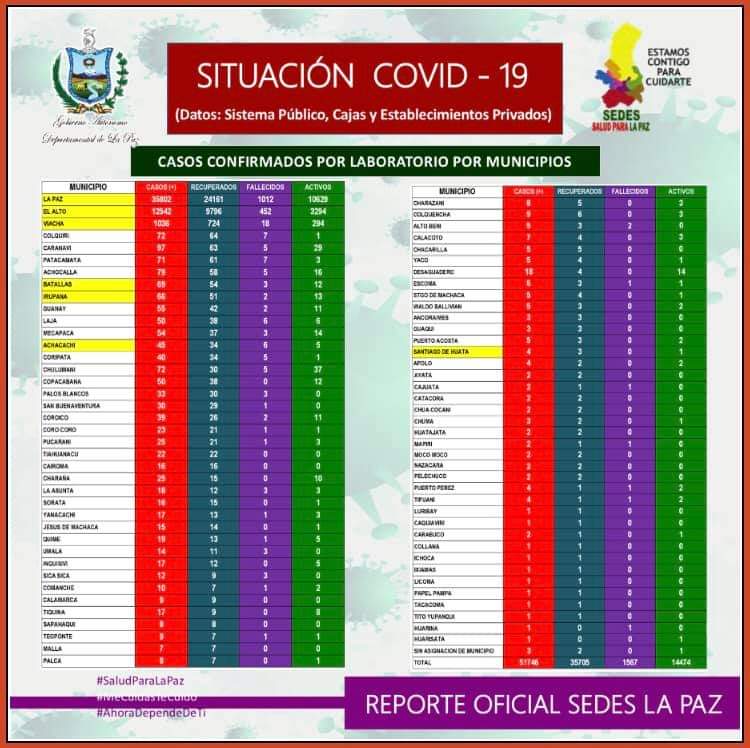 Gobierno Autónomo
Departamental de La Paz
SITUACIÓN COVID - 19
(Datos: Sistema Público, Cajas y Establecimientos Privados)
ESTAMOS
CONTIGO
PARA
CUIDARTE
SEDES
SALUD PARA LA PAZ
CASOS CONFIRMADOS POR LABORATORIO POR MUNICIPIOS
MUNICIPIO CASOS (+) RECUPERADOS FALLECIDOS ACTIVOS
LA PAZ 35802 24161 1012 10629
EL ALTO 13542 9796 452 3294
VIACHA 1036 724 18 294
COLQUIRI 72 64 7 1
CARANAVI 97 63 5 29
PATACAMAYA 71 61 7 3
ACHOCALLA 79 58 5 16
BATALLAS 69 54 3 12
IRUPANA 66 51 2 13
GUANAY 55 42 2 11
LAJA 50 38 6 6
MECAPACA 54 37 3 14
ACHACACHI 45 34 6 5
CORIPATA 40 34 5 1
CHULUMANI 72 30 5 37
COPACABANA 50 38 0 12
PALOS BLANCOS 33 30 3 0
SAN BUENAVENTURA 30 29 1 0
COROICO 39 26 2 11
CORO CORO 23 21 1 1
PUCARANI 25 21 1 3
TIAHUANACU 22 22 0 0
CAIROMA 16 16 0 0
CHARAÑA 25 15 0 10
LA ASUNTA 18 12 3 3
SORATA 16 15 0 1
YANACACHI 17 13 1 3
JESUS DE MACHACA 15 14 0 1
QUIME 19 13 1 5
UMALA 14 11 3 0
INQUISIVI 17 12 0 5
SICA SICA 12 9 3 0
COMANCHE 10 7 1 2
CALAMARCA 9 9 0 0
TIQUINA 17 9 0 8
SAPAHAQUI 8 8 0 0
TEOPONTE 9 7 1 1
MALLA 7 7 0 0
PALCA 8 7 0 1
MUNICIPIO CASOS (+) RECUPERADOS FALLECIDOS ACTIVOS
CHARAZANI 5 0 2
COLQUENCHA 9 6 0 3
ALTO BENI 3 2 0
CALACOTO 7 4 0 3
CHACARILLA 5 5 0 0
YACO 5 4 0 1
DESAGUADERO 18 4 0 14
ESCOMA 3 1 1
STGO DE MACHACA 3 0 1
WALDO BALLIVIAN 3 0 2
ANCORAIMES 3 3 0 0
GUAQUI 3 3 0 0
PUERTO ACOSTA 5 3 0 2
SANTIAGO DE HUATA 4 3 0 1
APOLO 4 2 0 2
AYATA 2 2 0 0
CAJUATA 2 1 1 0
CATACORA 2 2 0 0
CHUA COCANI 2 2 0 0
CHUMA 3 2 0 1
HUATAJATA 2 2 0 0
MAPIRI 2 1 1 0
MOCO MOCO 2 2 0 0
NAZACARA 2 2 0 0
PELECHUCO 2 2 0 0
PUERTO PEREZ 4 1 1 2
TIPUANI 4 1 1 2
LURIBAY 1 1 0 0
CAQUIAVIRI 1 1 0 0
CARABUCO 2 1 0 1
COLLANA 1 1 0 0
ICHOCA 1 1 0 0
1 1 0 0
LICOMA 1 1 0 0
PAPEL PAMPA 1 1 0 0
TACACOMA 1 1 0 0
TITO YUPANQUI 1 1 0 0
HUARINA 1 0 1 0
HUARISATA 1 0 0 1
SIN ASIGNACION DE MUNICIPIO 3 2 0 1
TOTAL 51746 35705 1567 14474
#SaludParaLaPaz
#MeCuidasTeCuido
#AhoraDependeDeTi
REPORTE OFICIAL SEDES LA PAZ